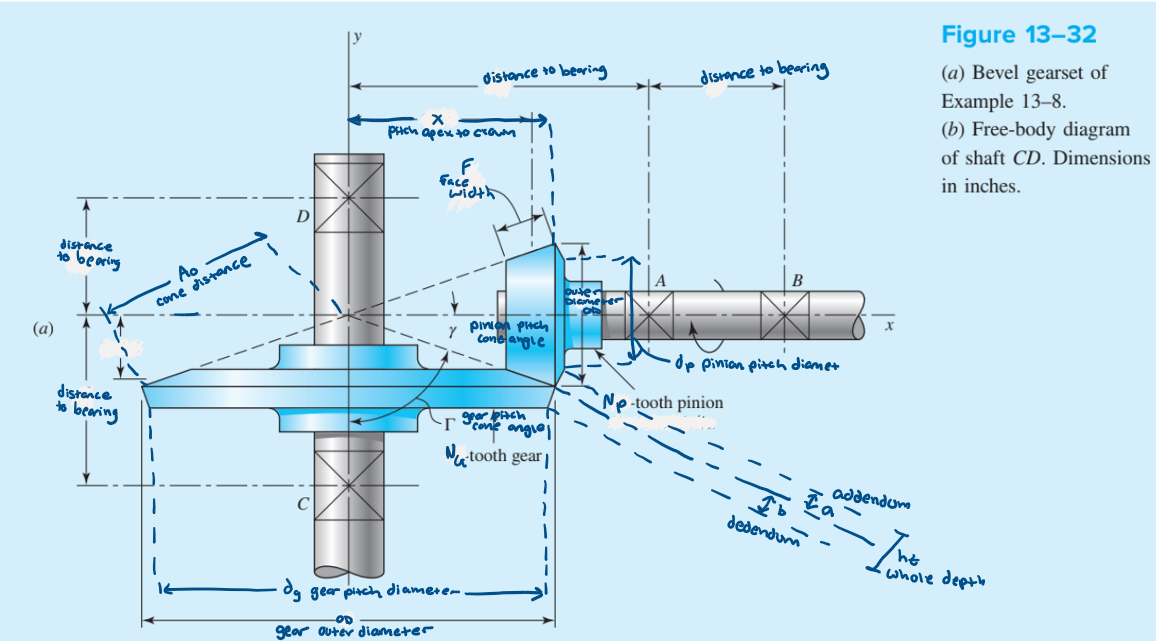 Figure 13–32
(a) Bevel gearset of
Example 13–8.
(b) Free-body diagram
of shaft CD. Dimensions
in inches.
y
distance to bearing
distance to bearing
X
pitch apex to crown
F
Face
width
D
distance
to bearing
Ao
cone distance
A
B
outer
Diameter
OD
(a)
x
γ
pinion pitch
cone angle
dp pinion pitch diamet
distance
to bearing
Np-tooth pinion
Γ
gear pitch
cone angle
NG-tooth gear
C
addendum
b
a
dedendum
ht
whole depth
dg gear pitch diameter
OD
gear outer diameter